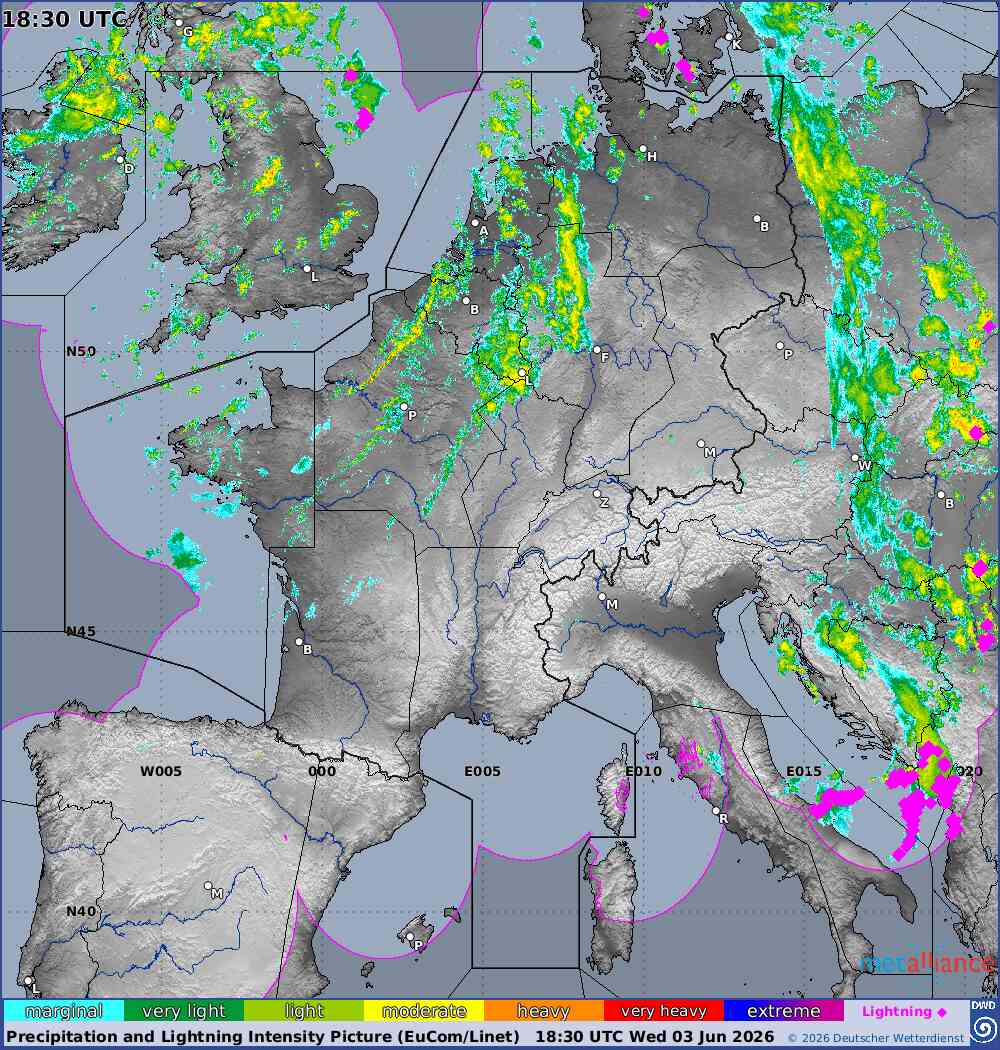 18:30 UTC
G
K
D
H
A
B
L
B
N50
F
P
L
P
M
W
Z
B
M
N45
B
W005
000
E005
E010
E015
020
R
M
N40
P
L
metalliance
marginal very light light moderate heavy very heavy extreme Lightning
DWD
Precipitation and Lightning Intensity Picture (EuCom/Linet) 18:30 UTC Wed 03 Jun 2026 © 2026 Deutscher Wetterdienst